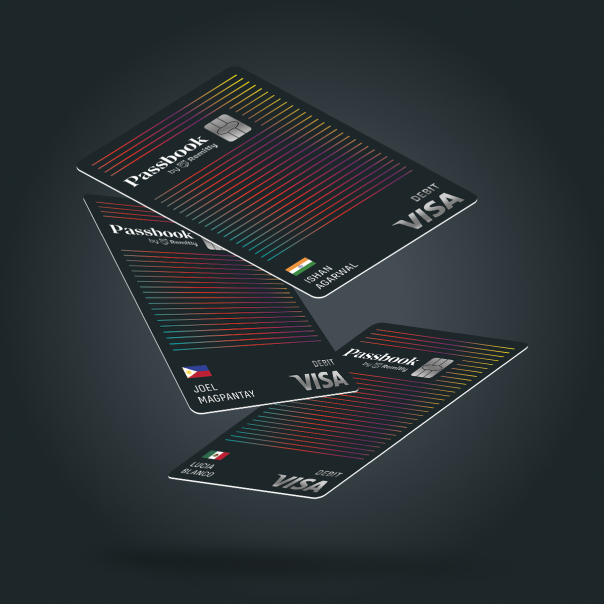 Passbook
by Remitly
DEBIT
VISA
ISHAN
AGARWAL
Passbook
by Remitly
DEBIT
VISA
JOEL
MAGPANTAY
Passbook
by Remitly
DEBIT
VISA
LUCIA
BLANCO